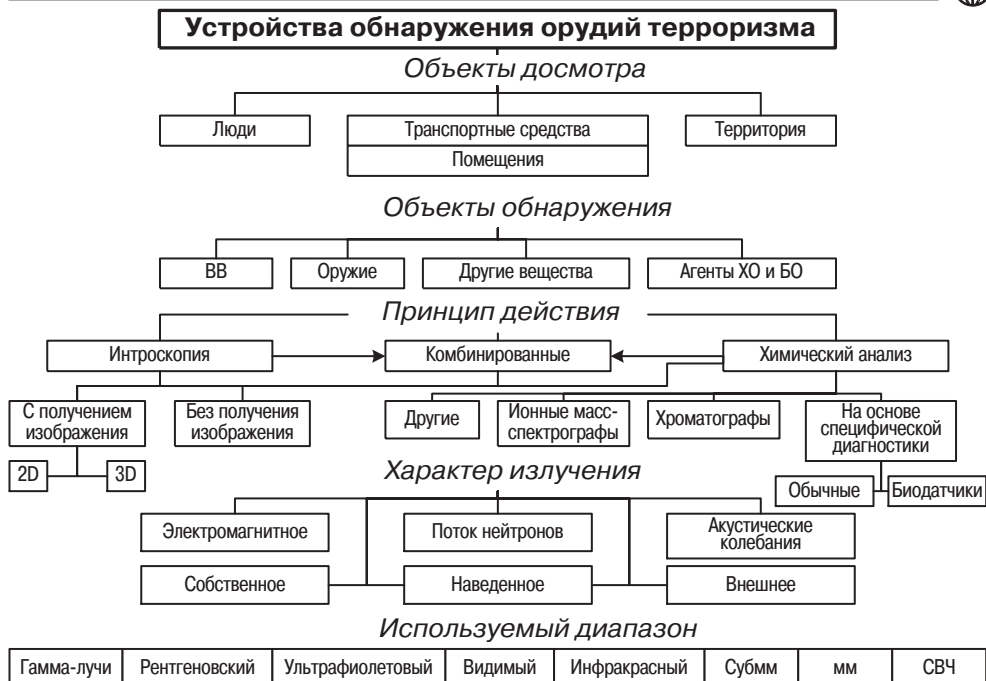 Устройства обнаружения орудий терроризма
Объекты досмотра
Люди
Транспортные средства
Территория
Помещения
Объекты обнаружения
ВВ
Оружие
Другие вещества
Агенты ХО и БО
Принцип действия
Интроскопия
Комбинированные
Химический анализ
С получением
изображения
Без получения
изображения
Другие
Ионные масс-
спектрографы
Хроматографы
На основе
специфической
диагностики
2D
3D
Обычные
Биодатчики
Характер излучения
Электромагнитное
Поток нейтронов
Акустические
колебания
Собственное
Наведенное
Внешнее
Используемый диапазон
Гамма-лучи
Рентгеновский
Ультрафиолетовый
Видимый
Инфракрасный
Субмм
мм
СВЧ